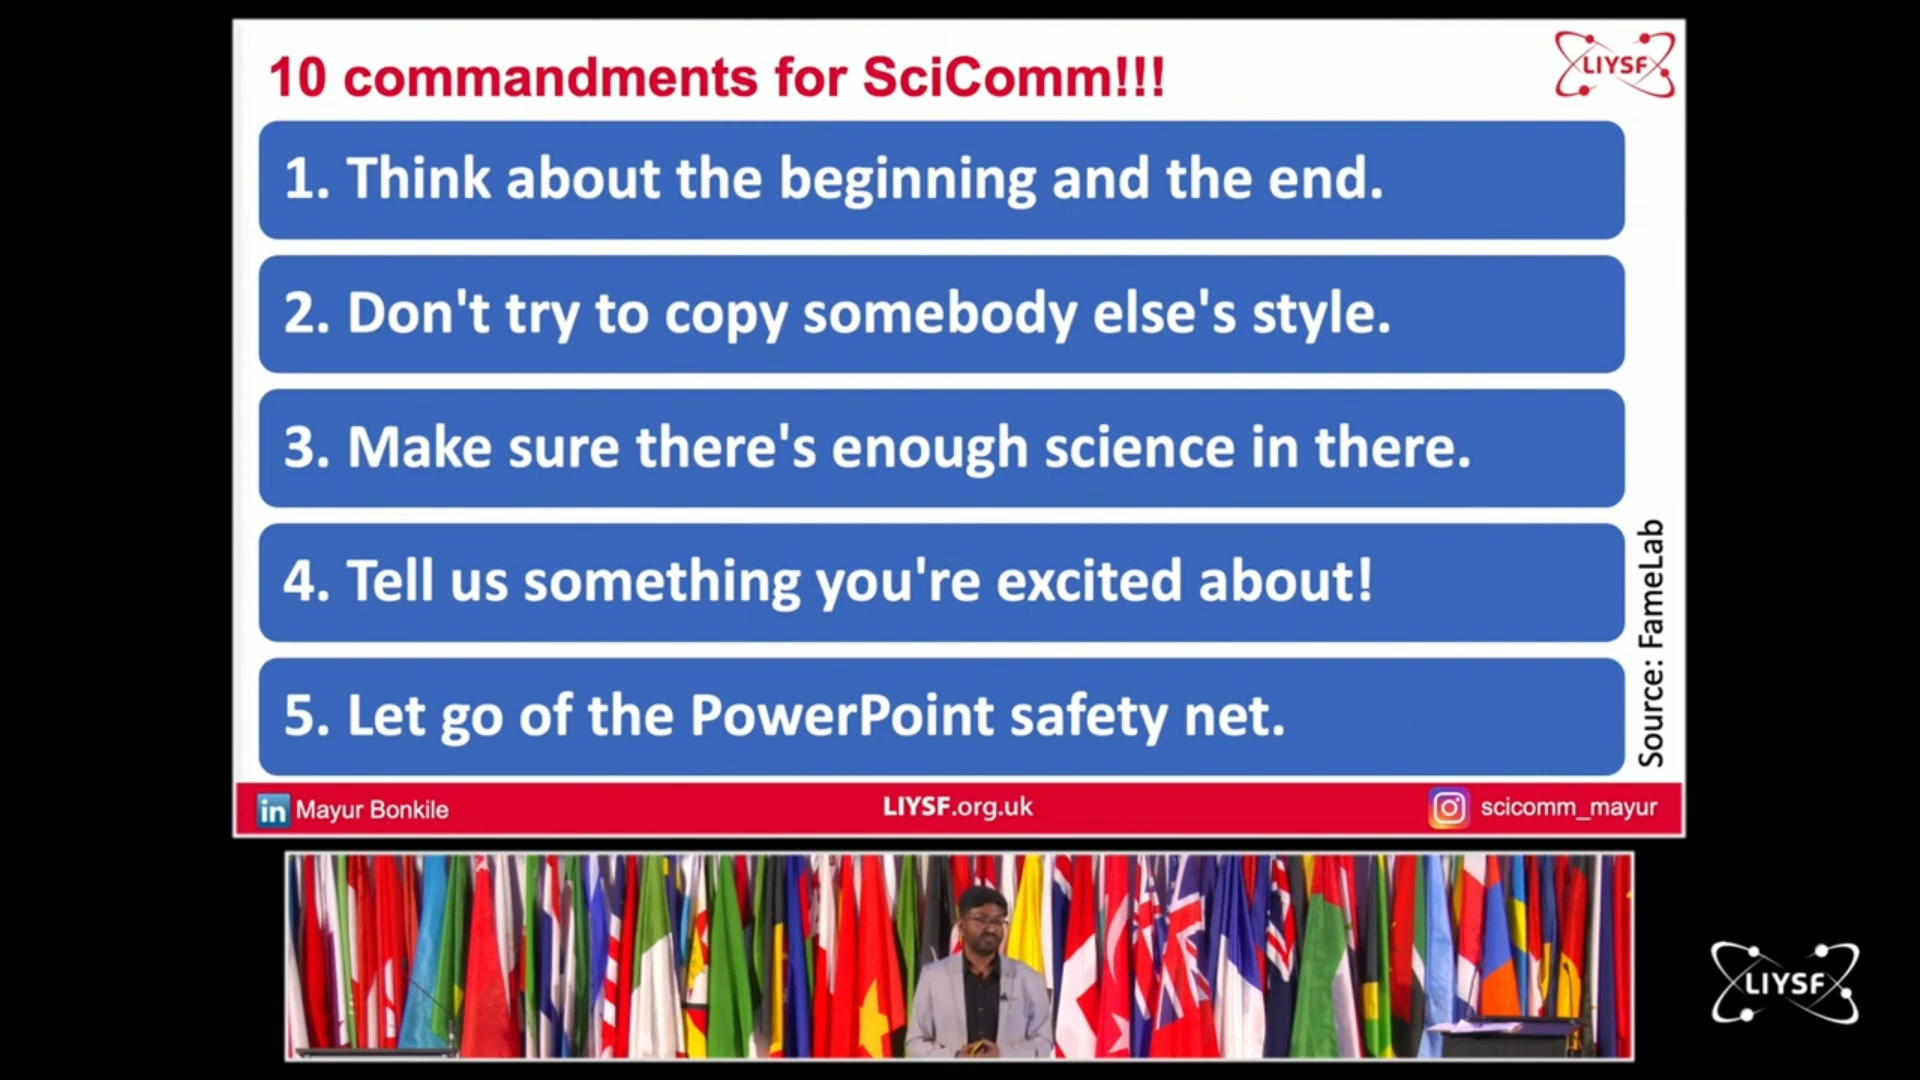 10 commandments for SciComm!!!
LIYSF
1. Think about the beginning and the end.
2. Don't try to copy somebody else's style.
3. Make sure there's enough science in there.
4. Tell us something you're excited about!
5. Let go of the PowerPoint safety net.
Source: FameLab
in Mayur Bonkile
LIYSF.org.uk
scicomm_mayur
LIYSF